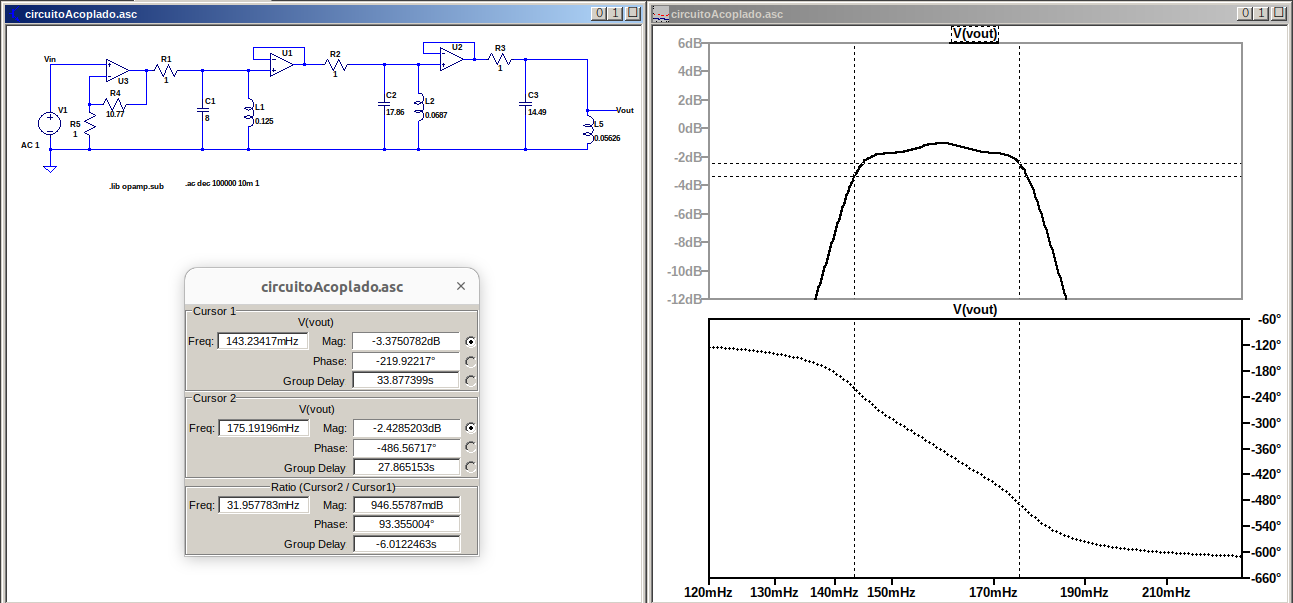 circuitoAcoplado.asc
0 1
Vin
V1
AC 1
R5
1
R4
10.77
U3
R1
1
C1
8
L1
0.125
U1
R2
1
C2
17.86
L2
0.0687
U2
R3
1
C3
14.49
Vout
L5
0.05626
.lib opamp.sub
.ac dec 100000 10m 1
circuitoAcoplado.asc
Cursor 1
V(vout)
Freq: 143.23417mHz Mag: -3.3750782dB
Phase: -219.92217°
Group Delay 33.877399s
Cursor 2
V(vout)
Freq: 175.19196mHz Mag: -2.4285203dB
Phase: -486.56717°
Group Delay 27.865153s
Ratio (Cursor2 / Cursor1)
Freq: 31.957783mHz Mag: 946.55787mdB
Phase: 93.355004°
Group Delay -6.0122463s
circuitoAcoplado.asc
0 1
V(vout)
6dB
4dB
2dB
0dB
-2dB
-4dB
-6dB
-8dB
-10dB
-12dB
V(vout)
-60°
-120°
-180°
-240°
-300°
-360°
-420°
-480°
-540°
-600°
-660°
120mHz 130mHz 140mHz 150mHz 170mHz 190mHz 210mHz